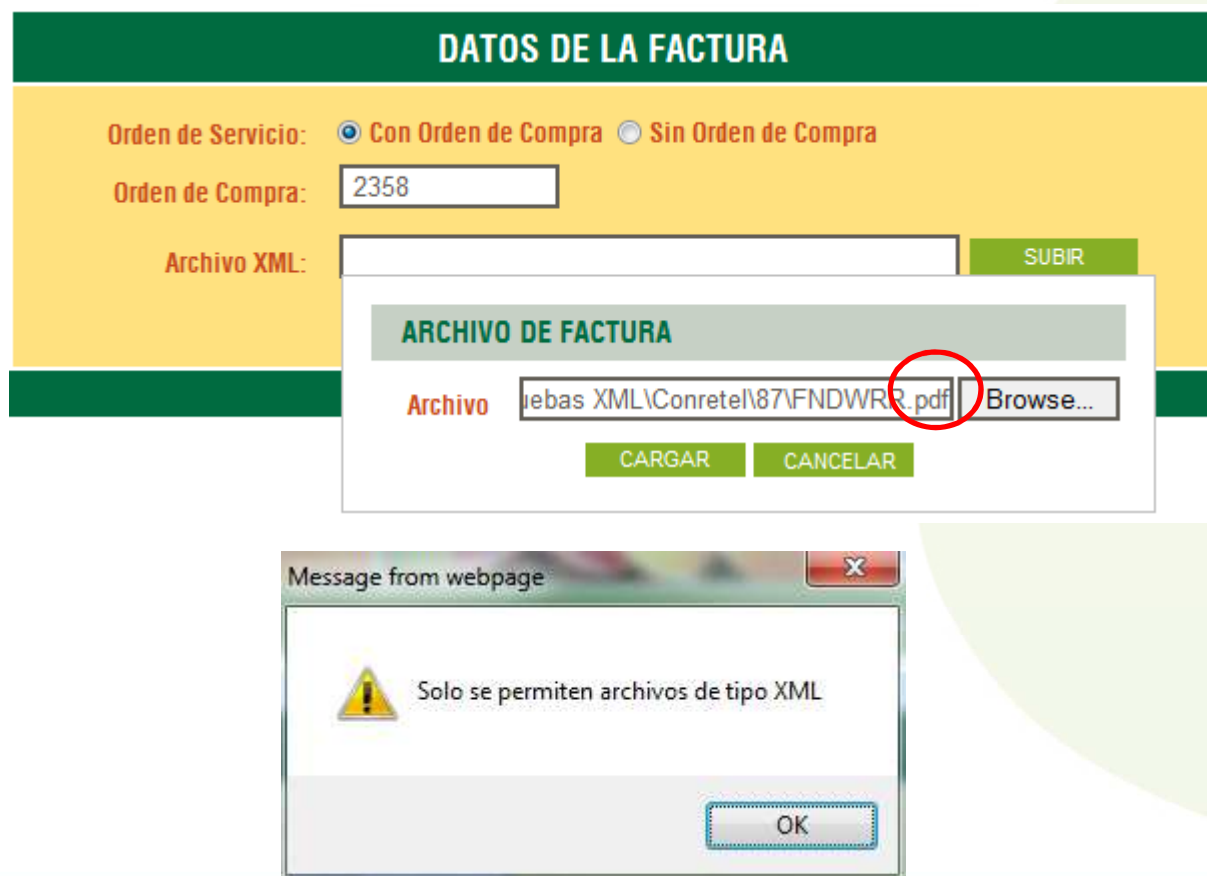 DATOS DE LA FACTURA
Orden de Servicio: Con Orden de Compra Sin Orden de Compra
Orden de Compra: 2358
Archivo XML: SUBIR
ARCHIVO DE FACTURA
Archivo uebas XML\Conretel\87\FNDWRR.pdf Browse...
CARGAR CANCELAR
Message from webpage
Solo se permiten archivos de tipo XML
OK